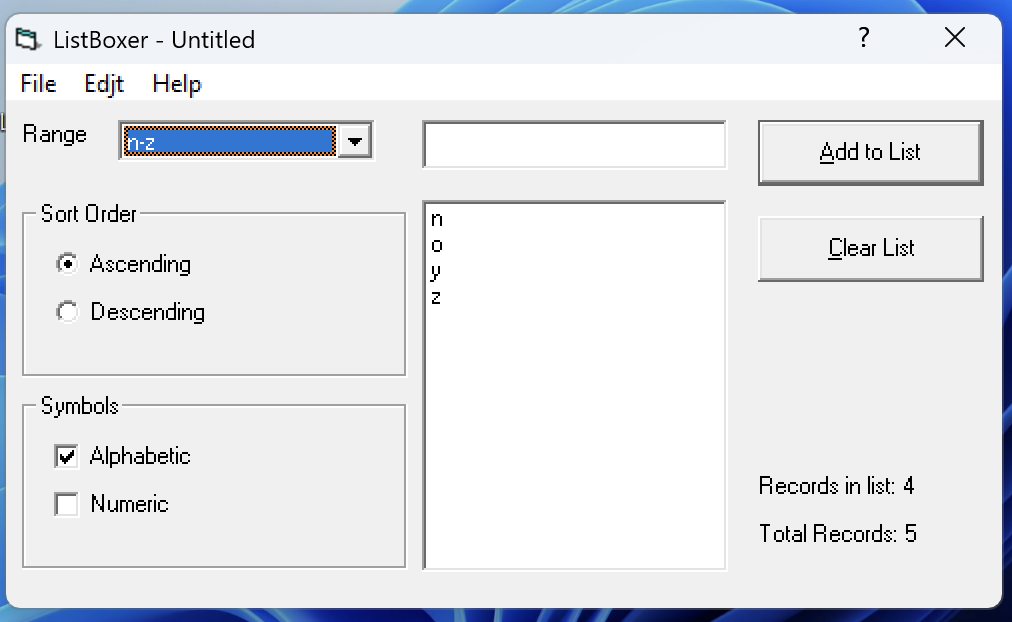 ListBoxer - Untitled
?
File Edjt Help
Range n-z
Add to List
Sort Order
Ascending
Descending
n
o
y
z
Clear List
Symbols
Alphabetic
Numeric
Records in list: 4
Total Records: 5